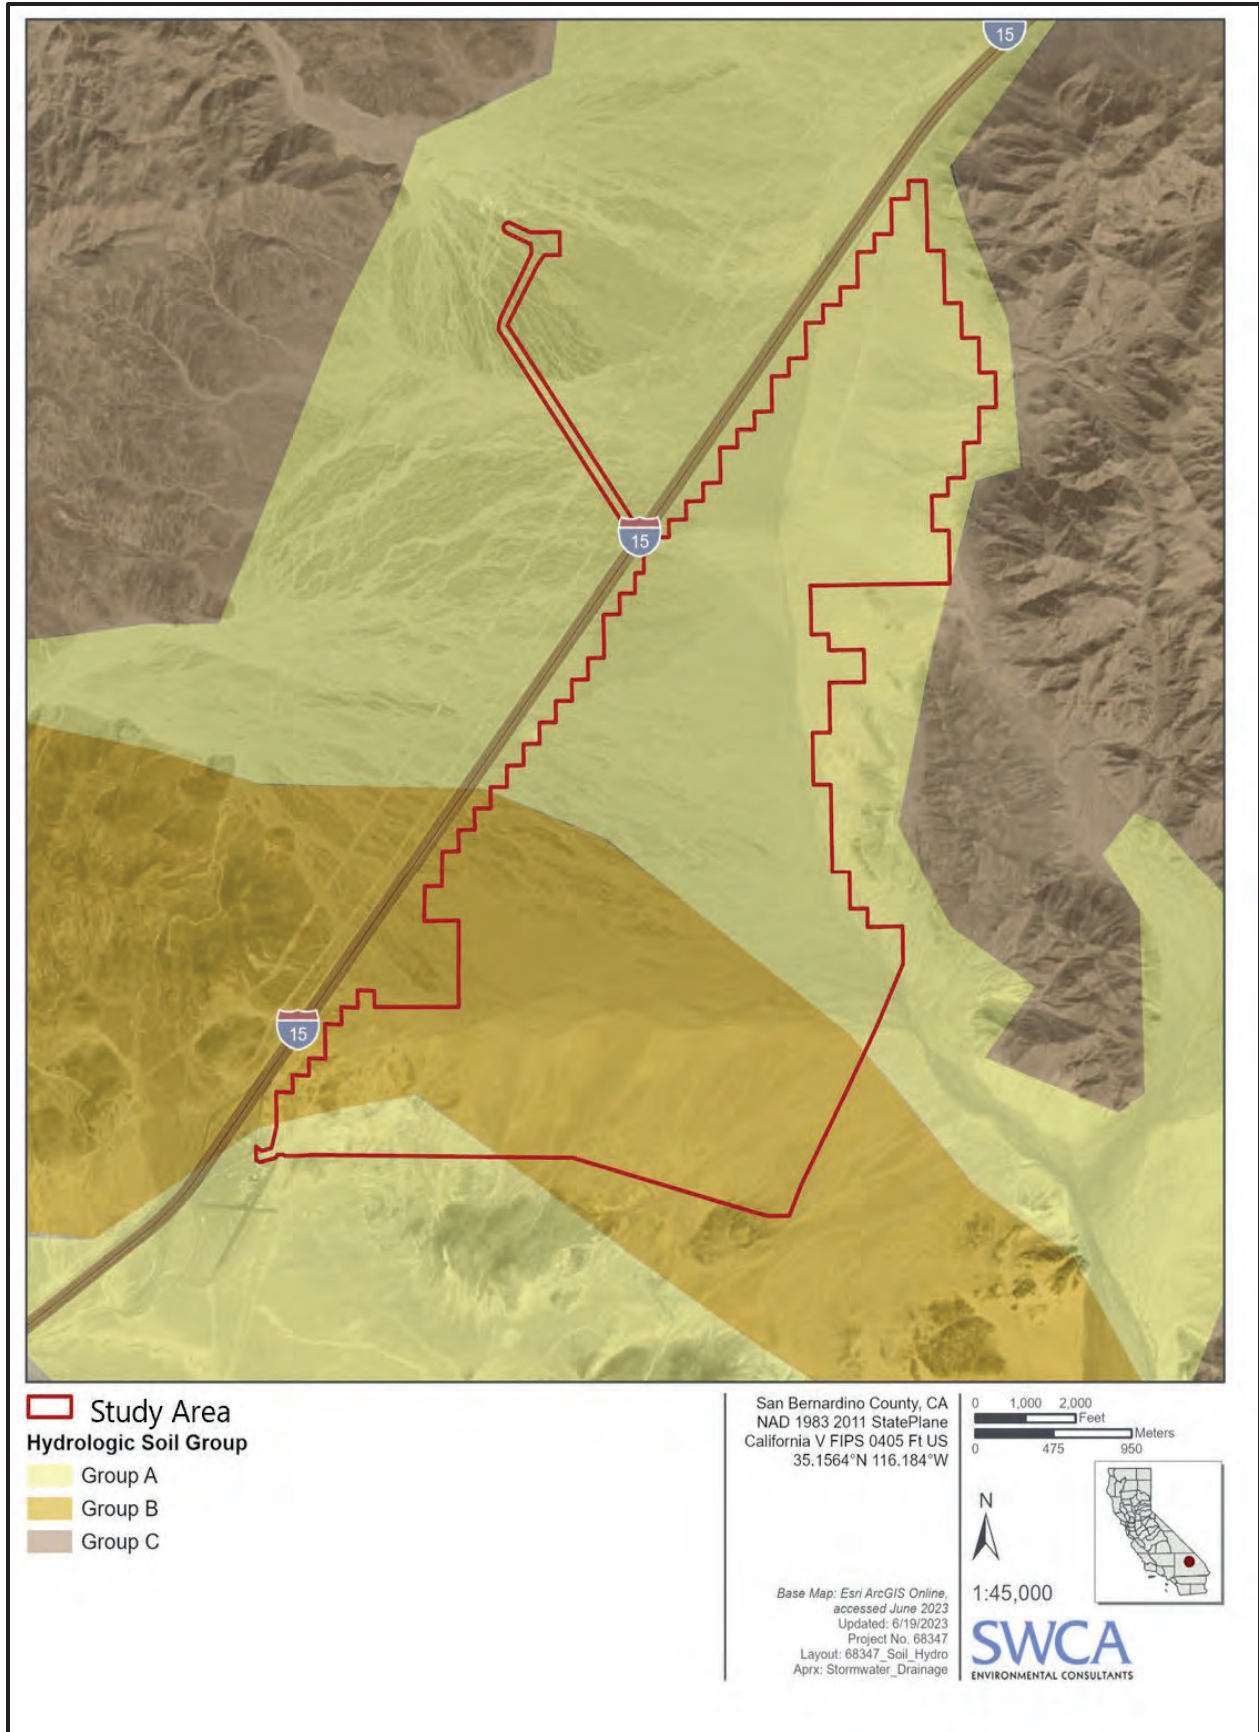 15
15
15
Study Area
Hydrologic Soil Group
Group A
Group B
Group C
San Bernardino County, CA
NAD 1983 2011 StatePlane
California V FIPS 0405 Ft US
35.1564°N 116.184°W
Base Map: Esri ArcGIS Online,
accessed June 2023
Updated: 6/19/2023
Project No. 68347
Layout: 68347_Soil_Hydro
Aprx: Stormwater_Drainage
0 1,000 2,000
Feet
Meters
0 475 950
N
1:45,000
SWCA
ENVIRONMENTAL CONSULTANTS